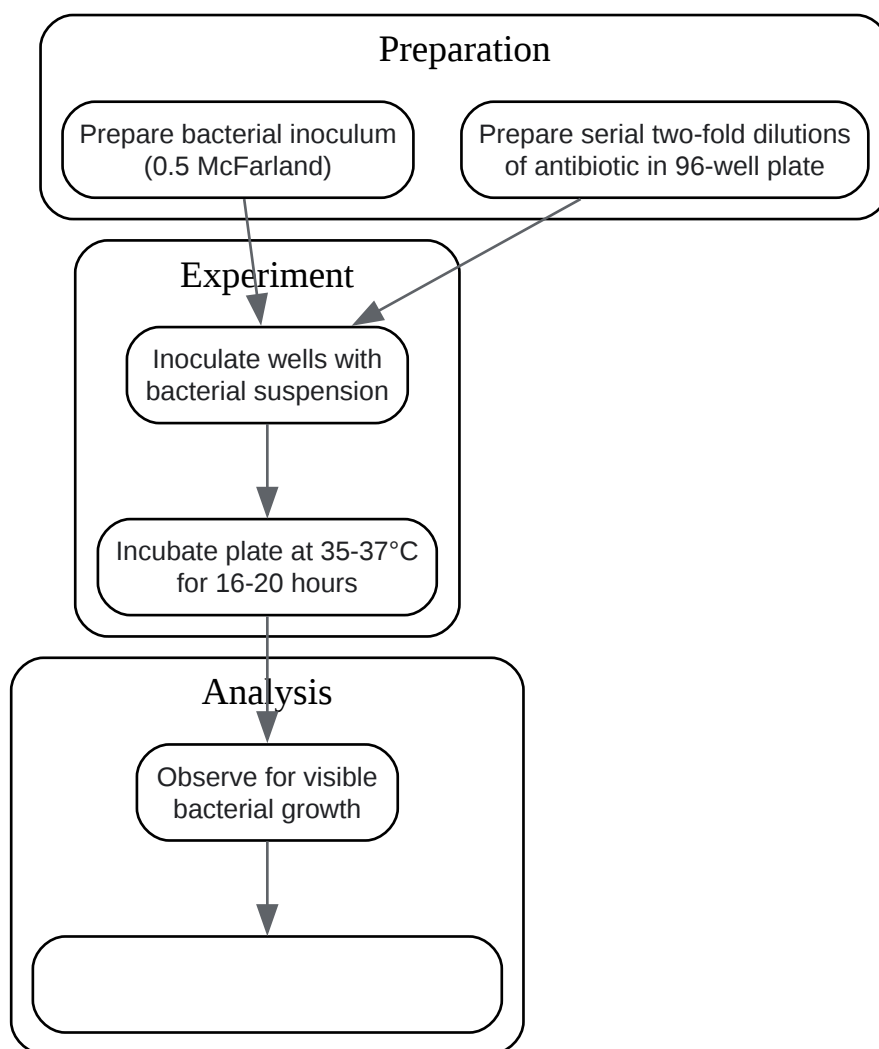 Preparation
Prepare bacterial inoculum
(0.5 McFarland)
Prepare serial two-fold dilutions
of antibiotic in 96-well plate
Experiment
Inoculate wells with
bacterial suspension
Incubate plate at 35-37°C
for 16-20 hours
Analysis
Observe for visible
bacterial growth